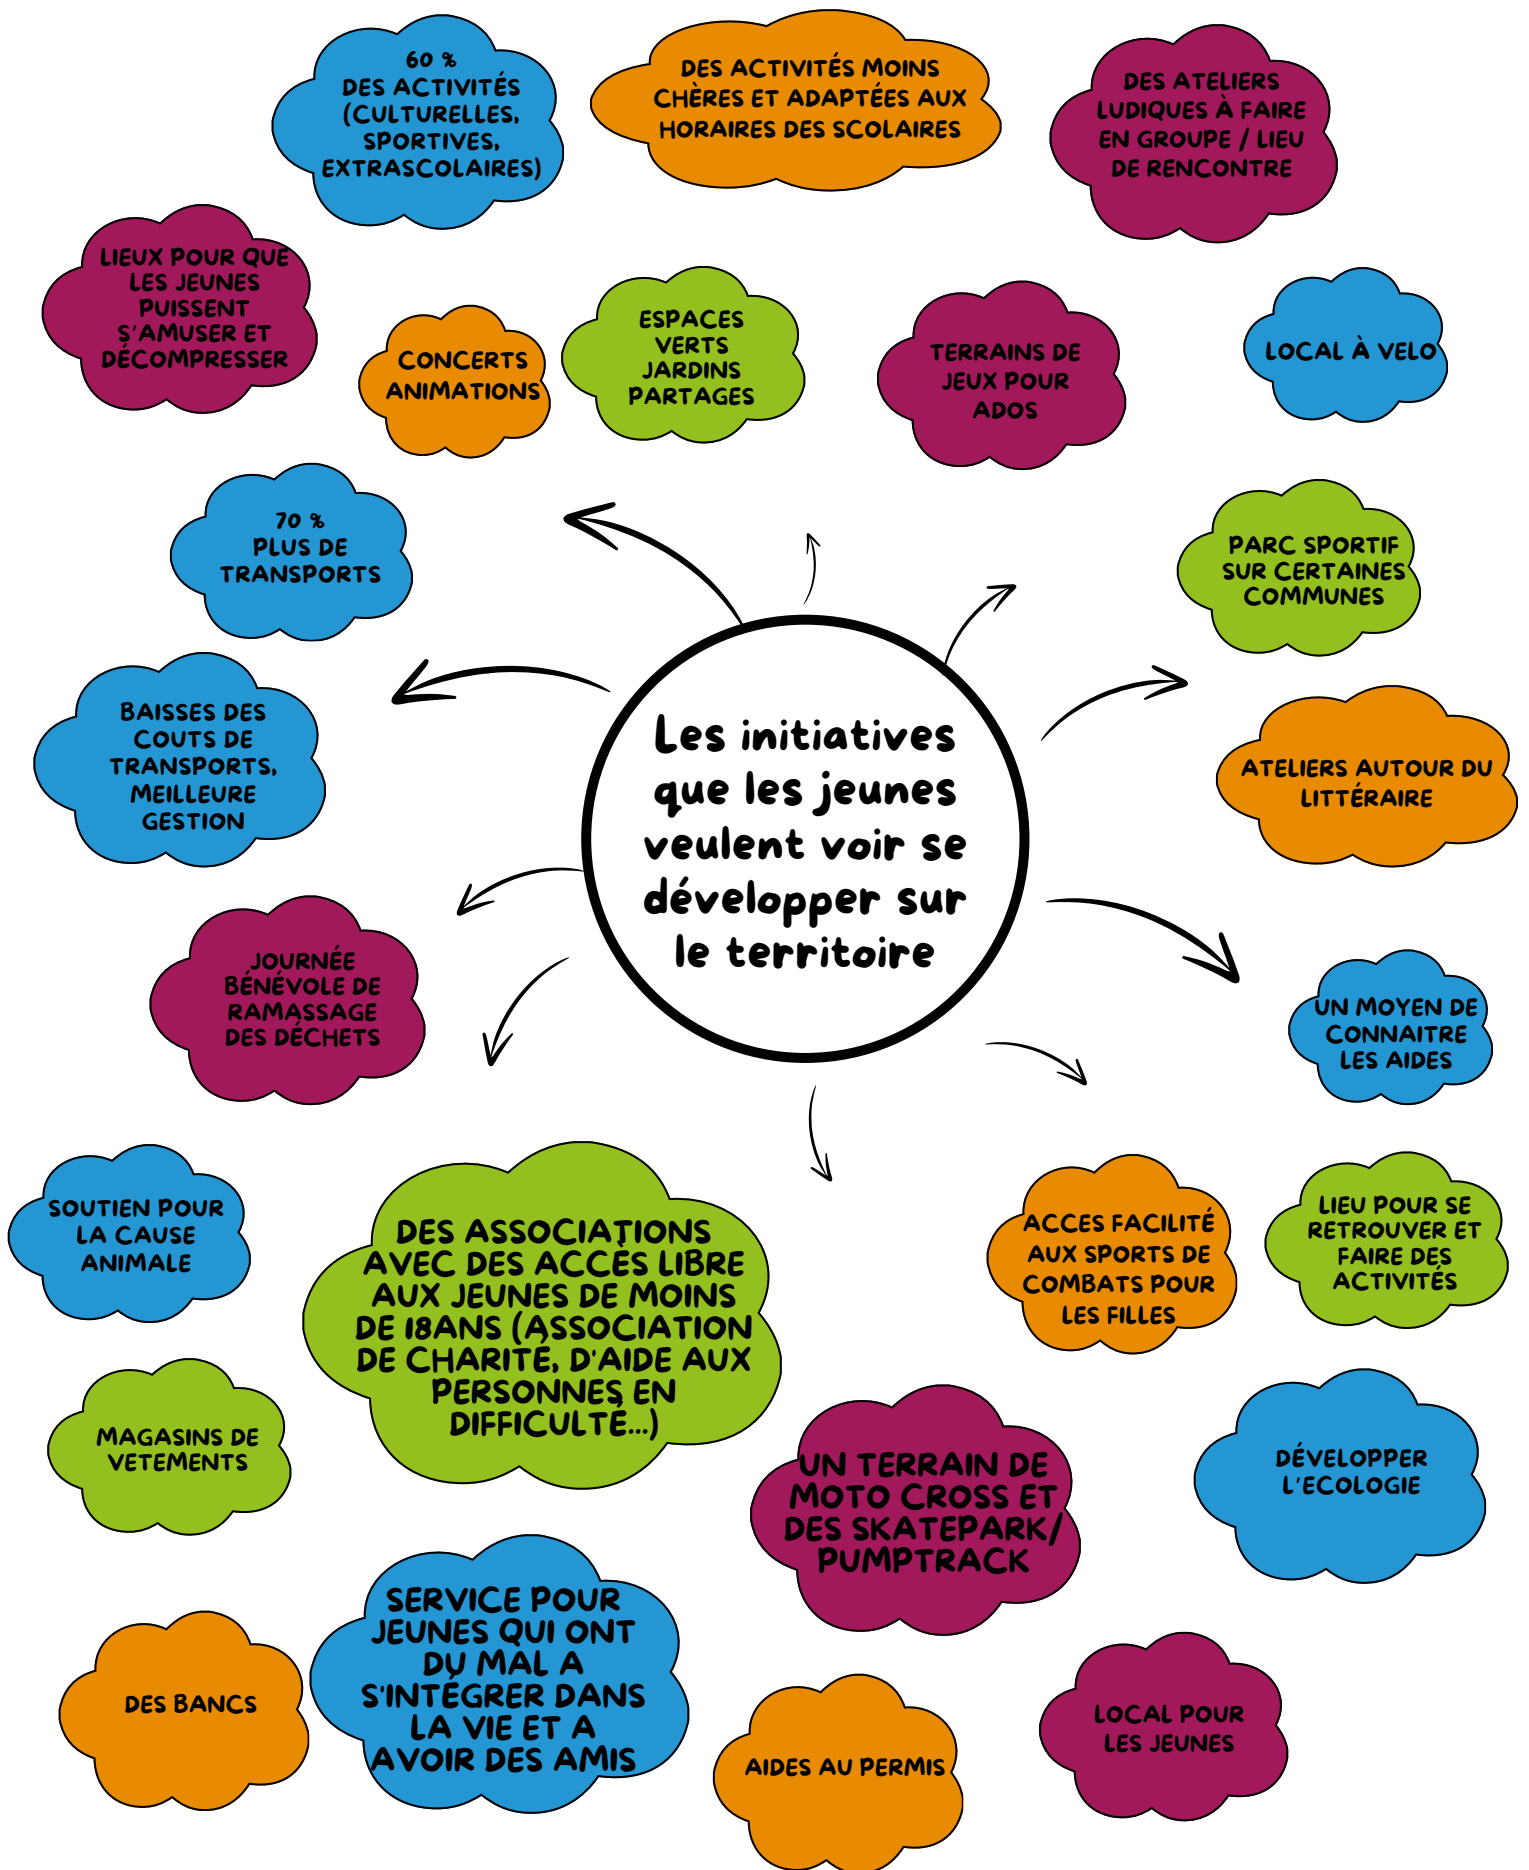 60 %
DES ACTIVITÉS
(CULTURELLES,
SPORTIVES,
EXTRASCOLAIRES)
DES ACTIVITÉS MOINS
CHÈRES ET ADAPTÉES AUX
HORAIRES DES SCOLAIRES
DES ATELIERS
LUDIQUES À FAIRE
EN GROUPE / LIEU
DE RENCONTRE
LIEUX POUR QUE
LES JEUNES
PUISSENT
S'AMUSER ET
DÉCOMPRESSER
CONCERTS
ANIMATIONS
ESPACES
VERTS
JARDINS
PARTAGES
TERRAINS DE
JEUX POUR
ADOS
LOCAL À VELO
70 %
PLUS DE
TRANSPORTS
PARC SPORTIF
SUR CERTAINES
COMMUNES
BAISSES DES
COUTS DE
TRANSPORTS,
MEILLEURE
GESTION
Les initiatives
que les jeunes
veulent voir se
développer sur
le territoire
ATELIERS AUTOUR DU
LITTÉRAIRE
JOURNÉE
BÉNÉVOLE DE
RAMASSAGE
DES DÉCHETS
UN MOYEN DE
CONNAITRE
LES AIDES
SOUTIEN POUR
LA CAUSE
ANIMALE
DES ASSOCIATIONS
AVEC DES ACCÈS LIBRE
AUX JEUNES DE MOINS
DE 18ANS (ASSOCIATION
DE CHARITÉ, D'AIDE AUX
PERSONNES EN
DIFFICULTÉ...)
ACCES FACILITÉ
AUX SPORTS DE
COMBATS POUR
LES FILLES
LIEU POUR SE
RETROUVER ET
FAIRE DES
ACTIVITÉS
MAGASINS DE
VETEMENTS
UN TERRAIN DE
MOTO CROSS ET
DES SKATEPARK/
PUMPTRACK
DÉVELOPPER
L'ECOLOGIE
SERVICE POUR
JEUNES QUI ONT
DU MAL A
S'INTÉGRER DANS
LA VIE ET A
AVOIR DES AMIS
DES BANCS
AIDES AU PERMIS
LOCAL POUR
LES JEUNES